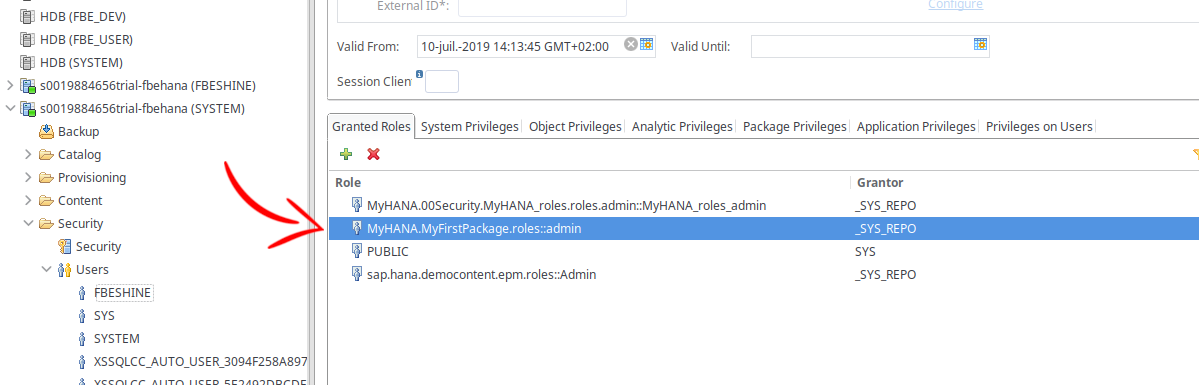 HDB (FBE_DEV)
HDB (FBE_USER)
HDB (SYSTEM)
s0019884656trial-fbehana (FBESHINE)
s0019884656trial-fbehana (SYSTEM)
Backup
Catalog
Provisioning
Content
Security
Security
Users
FBESHINE
SYS
SYSTEM
XSSQLCC_AUTO_USER_3094F258A897
External ID*:
Configure
Valid From: 10-juil.-2019 14:13:45 GMT+02:00 Valid Until:
Session Client
Granted Roles System Privileges Object Privileges Analytic Privileges Package Privileges Application Privileges Privileges on Users
Role Grantor
MyHANA.00Security.MyHANA_roles.roles.admin::MyHANA_roles_admin _SYS_REPO
MyHANA.MyFirstPackage.roles::admin _SYS_REPO
PUBLIC SYS
sap.hana.democontent.epm.roles::Admin _SYS_REPO